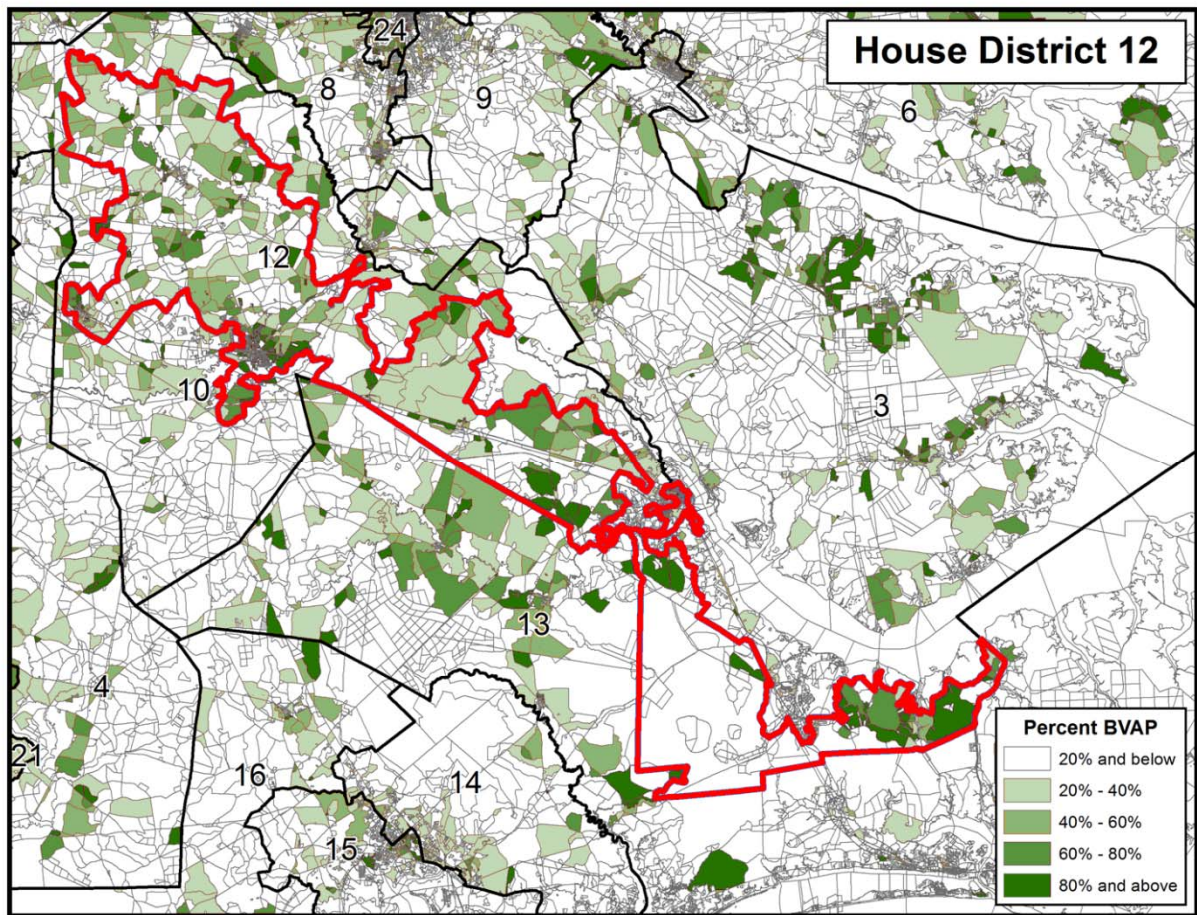 House District 12
24
8
9
6
12
3
10
13
4
21
16
14
15
Percent BVAP
20% and below
20% - 40%
40% - 60%
60% - 80%
80% and above